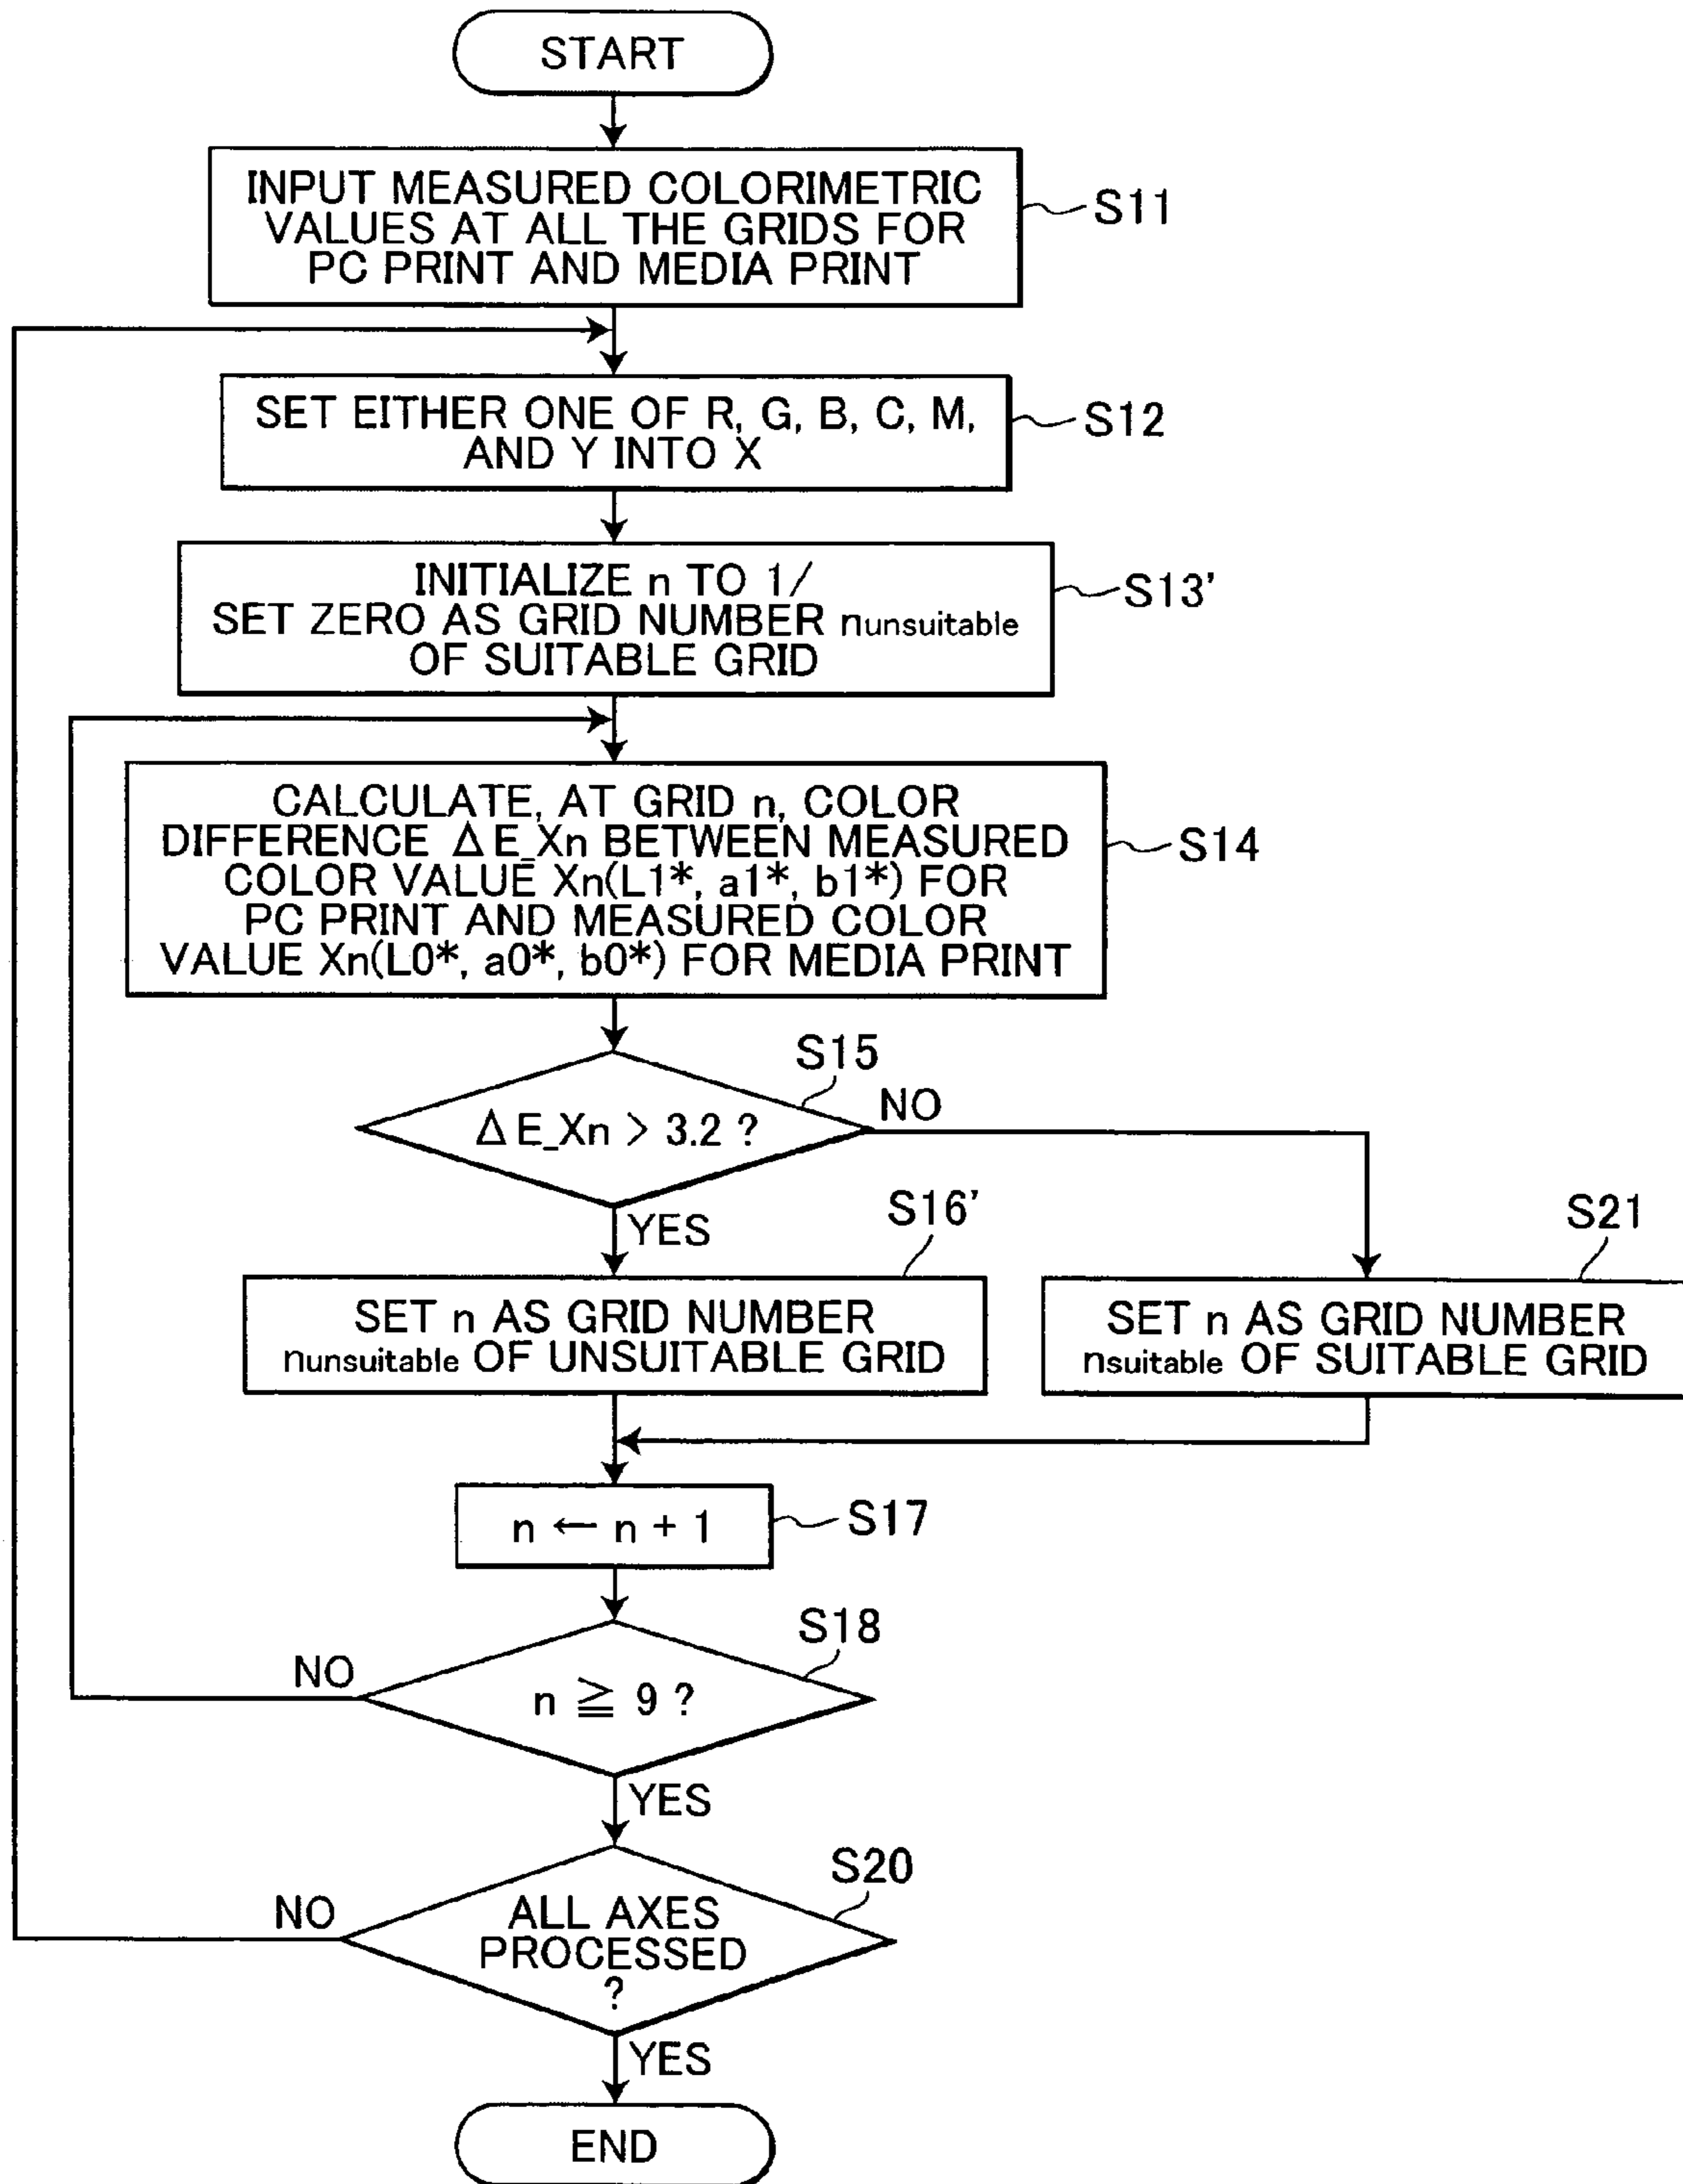 START
INPUT MEASURED COLORIMETRIC
VALUES AT ALL THE GRIDS FOR
PC PRINT AND MEDIA PRINT
S11
SET EITHER ONE OF R, G, B, C, M,
AND Y INTO X
S12
INITIALIZE n TO 1/
SET ZERO AS GRID NUMBER nunsuitable
OF SUITABLE GRID
S13'
CALCULATE, AT GRID n, COLOR
DIFFERENCE ΔE_Xn BETWEEN MEASURED
COLOR VALUE Xn(L1*, a1*, b1*) FOR
PC PRINT AND MEASURED COLOR
VALUE Xn(L0*, a0*, b0*) FOR MEDIA PRINT
S14
S15
ΔE_Xn > 3.2 ?
NO
YES
S16'
SET n AS GRID NUMBER
nunsuitable OF UNSUITABLE GRID
S21
SET n AS GRID NUMBER
nsuitable OF SUITABLE GRID
n ← n + 1
S17
S18
NO
n ≧ 9 ?
YES
S20
NO
ALL AXES
PROCESSED
?
YES
END